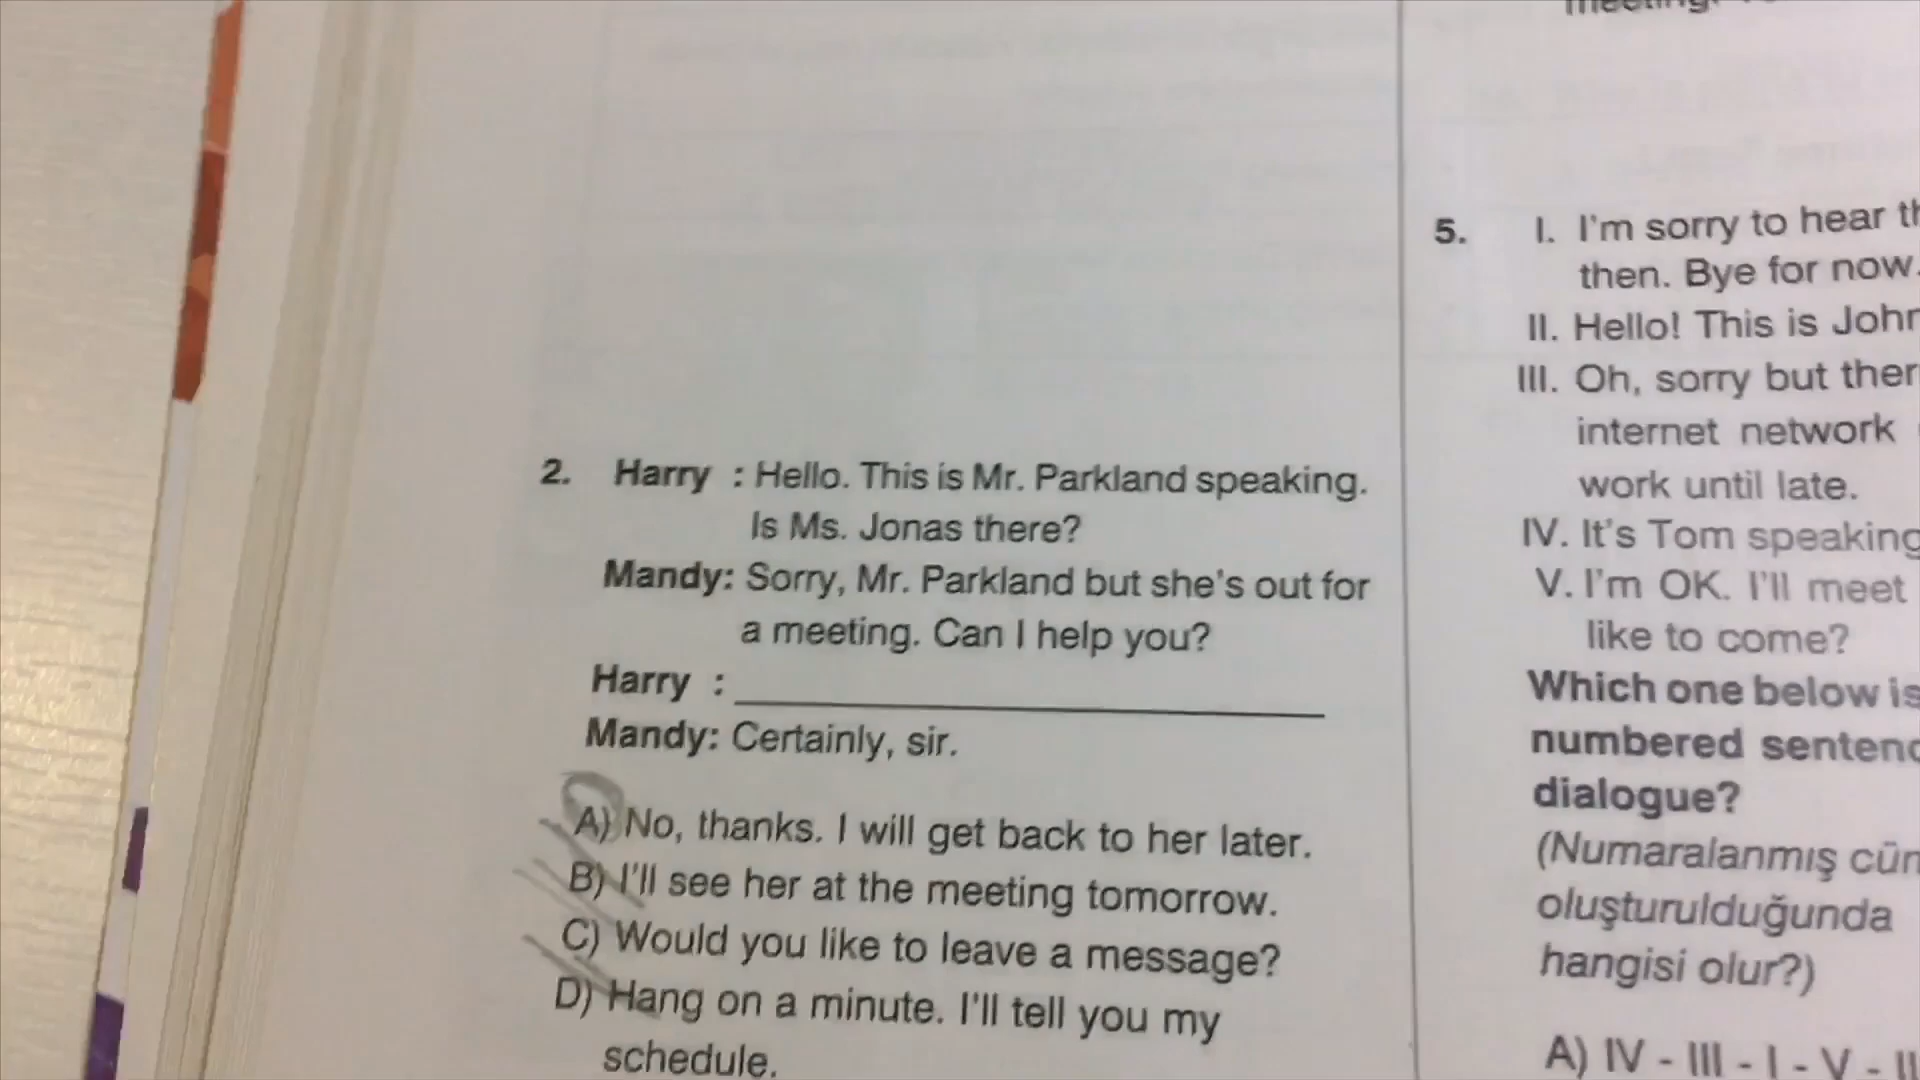 2. Harry : Hello. This is Mr. Parkland speaking.
Is Ms. Jonas there?
Mandy: Sorry, Mr. Parkland but she's out for
a meeting. Can I help you?
Harry :
Mandy: Certainly, sir.
A) No, thanks. I will get back to her later.
B) I'll see her at the meeting tomorrow.
C) Would you like to leave a message?
D) Hang on a minute. I'll tell you my
schedule.
meeting.
5. I. I'm sorry to hear
then. Bye for now.
II. Hello! This is
III. Oh, sorry but
internet network
work until late.
IV. It's Tom speaking
V. I'm OK. I'll meet
like to come?
Which one below is
numbered
dialogue?
(Numaralanmış
oluşturulduğunda
hangisi olur?)
A) IV - III - I - V - II